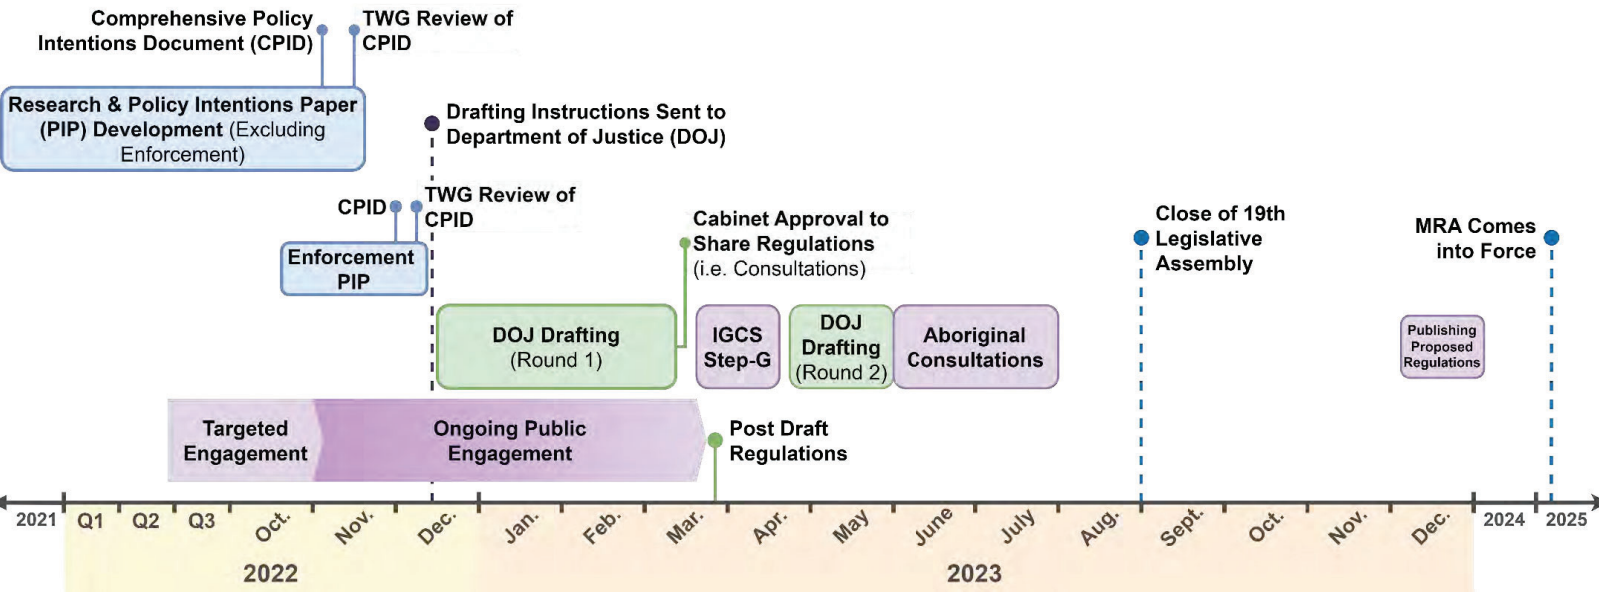 Comprehensive Policy
Intentions Document (CPID)
TWG Review of
CPID
Research & Policy Intentions Paper
(PIP) Development (Excluding
Enforcement)
Drafting Instructions Sent to
Department of Justice (DOJ)
CPID
TWG Review of
CPID
Enforcement
PIP
Cabinet Approval to
Share Regulations
(i.e. Consultations)
Close of 19th
Legislative
Assembly
MRA Comes
into Force
DOJ Drafting
(Round 1)
IGCS
Step-G
DOJ
Drafting
(Round 2)
Aboriginal
Consultations
Publishing
Proposed
Regulations
Targeted
Engagement
Ongoing Public
Engagement
Post Draft
Regulations
2021
Q1
Q2
Q3
Oct.
Nov.
Dec.
Jan.
Feb.
Mar.
Apr.
May
June
July
Aug.
Sept.
Oct.
Nov.
Dec.
2024
2025
2022
2023